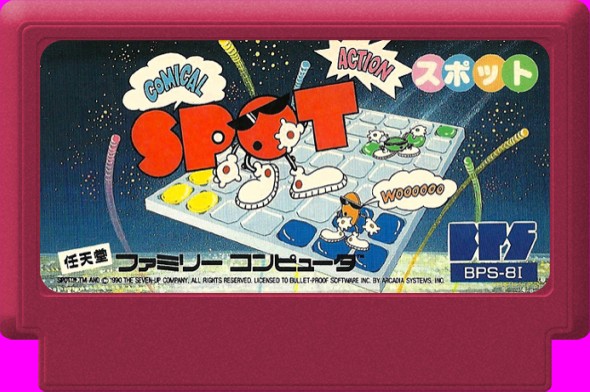 COMICAL
ACTION
スポット
SPOT
WOOOOOO
BPS
BPS-8I
任天堂
ファミリー コンピュータ
SPOT™ AND © 1990 THE SEVEN-UP COMPANY. ALL RIGHTS RESERVED. LICENSED TO BULLET-PROOF SOFTWARE INC. BY ARCADIA SYSTEMS, INC